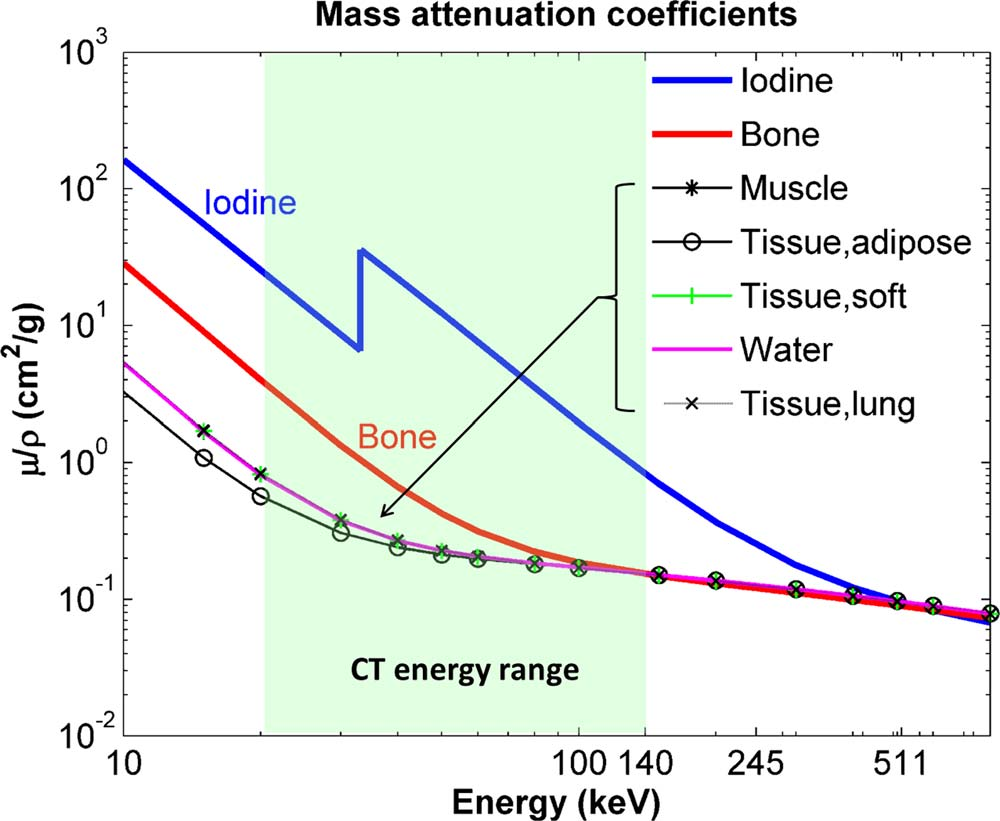 Mass attenuation coefficients
10^3
10^2
10^1
10^0
10^-1
10^-2
μ/ρ (cm^2/g)
Iodine
Bone
Muscle
Tissue,adipose
Tissue,soft
Water
Tissue,lung
Iodine
Bone
CT energy range
10 100 140 245 511
Energy (keV)